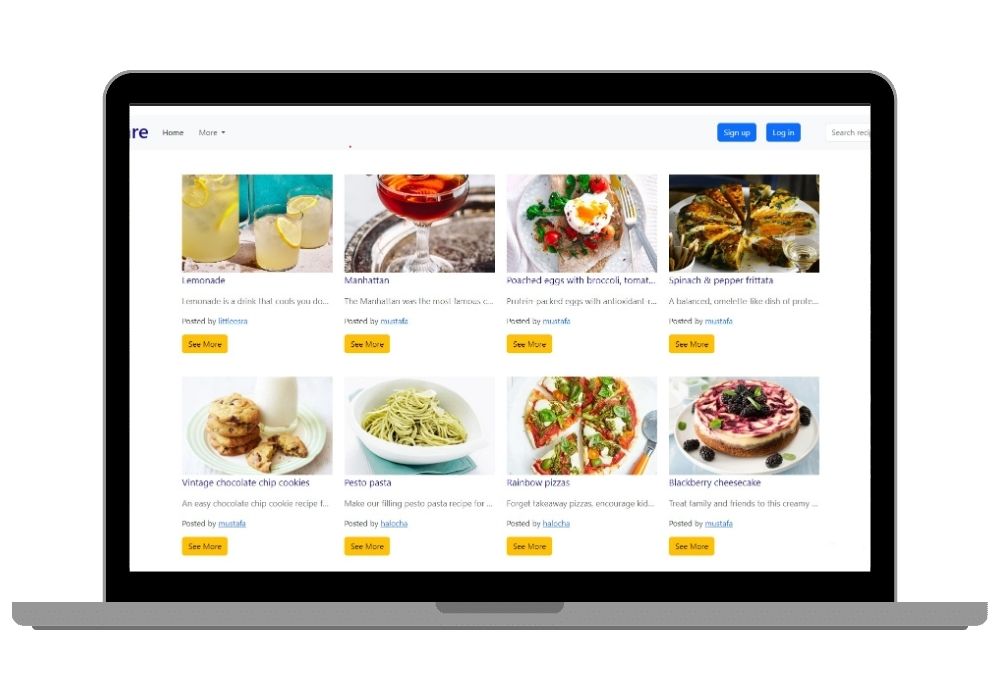 Home
More
Sign up
Log in
Search
Lemonade
Manhattan
Poached eggs with broccoli, tomat...
Spinach & pepper frittata
Lemonade is a drink that cools you do...
The Manhattan was the most famous c...
Protein-packed eggs with antioxidant-r...
A balanced, omelette-like dish of prote...
Posted by littleesra
Posted by mustafa
Posted by mustafa
Posted by mustafa
See More
See More
See More
See More
Vintage chocolate chip cookies
Pesto pasta
Rainbow pizzas
Blackberry cheesecake
An easy chocolate chip cookie recipe f...
Make our filling pesto pasta recipe for ...
Forget takeaway pizzas, encourage kid...
Treat family and friends to this creamy ...
Posted by mustafa
Posted by halocha
Posted by halocha
Posted by mustafa
See More
See More
See More
See More